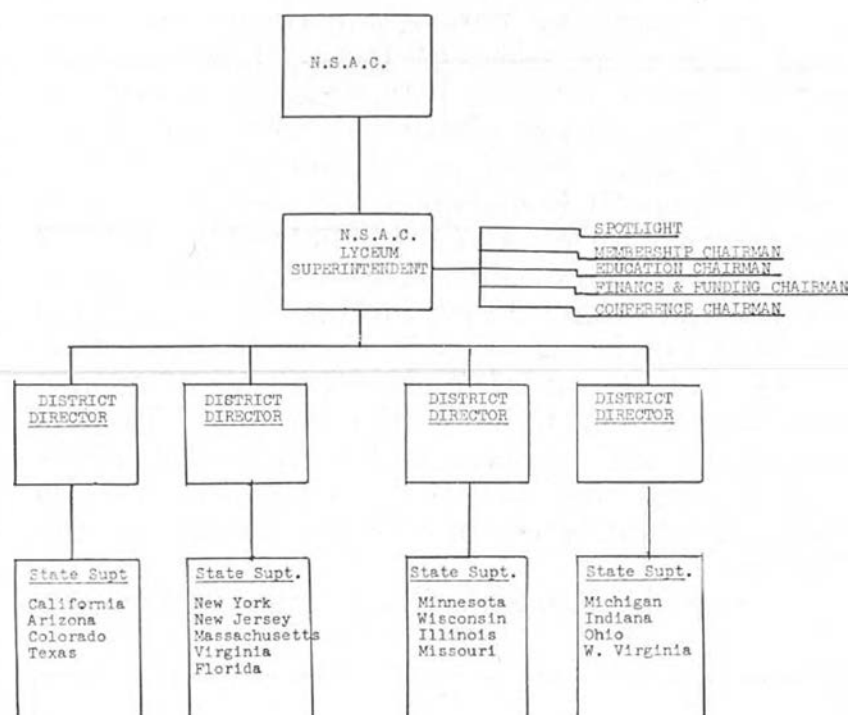 N.S.A.C.
N.S.A.C.
LYCEUM
SUPERINTENDENT
SPOTLIGHT
MEMBERSHIP CHAIRMAN
EDUCATION CHAIRMAN
FINANCE & FUNDING CHAIRMAN
CONFERENCE CHAIRMAN
DISTRICT
DIRECTOR
DISTRICT
DIRECTOR
DISTRICT
DIRECTOR
DISTRICT
DIRECTOR
State Supt
California
Arizona
Colorado
Texas
State Supt.
New York
New Jersey
Massachusetts
Virginia
Florida
State Supt.
Minnesota
Wisconsin
Illinois
Missouri
State Supt.
Michigan
Indiana
Ohio
W. Virginia